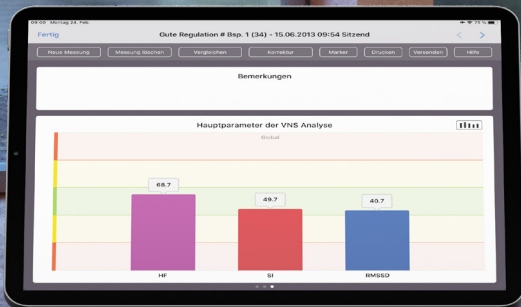 09:09 Montag 24. Feb. 75 %
Fertig Gute Regulation # Bsp. 1 (34) - 15.06.2013 09:54 Sitzend
Neue Messung Messung löschen Vergleichen Korrektur Marker Drucken Versenden Hilfe
Bemerkungen
Hauptparameter der VNS Analyse
Global
68.7
49.7
40.7
HF SI RMSSD